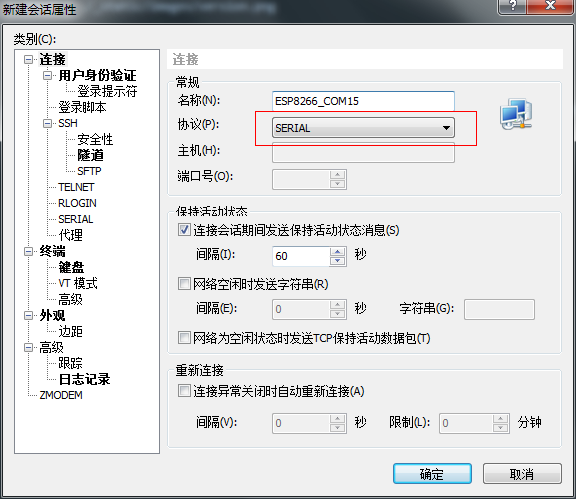 新建会话属性
类别(C):
连接
用户身份验证
登录提示符
登录脚本
SSH
安全性
隧道
SFTP
TELNET
RLOGIN
SERIAL
代理
终端
键盘
VT 模式
高级
外观
边距
高级
跟踪
日志记录
ZMODEM
连接
常规
名称(N): ESP8266_COM15
协议(P): SERIAL
主机(H):
端口号(O):
保持活动状态
连接会话期间发送保持活动状态消息(S)
间隔(I): 60 秒
网络空闲时发送字符串(R)
间隔(E): 0 秒 字符串(G):
网络为空闲状态时发送TCP保持活动数据包(T)
重新连接
连接异常关闭时自动重新连接(A)
间隔(V): 0 秒 限制(L): 0 分钟
确定 取消